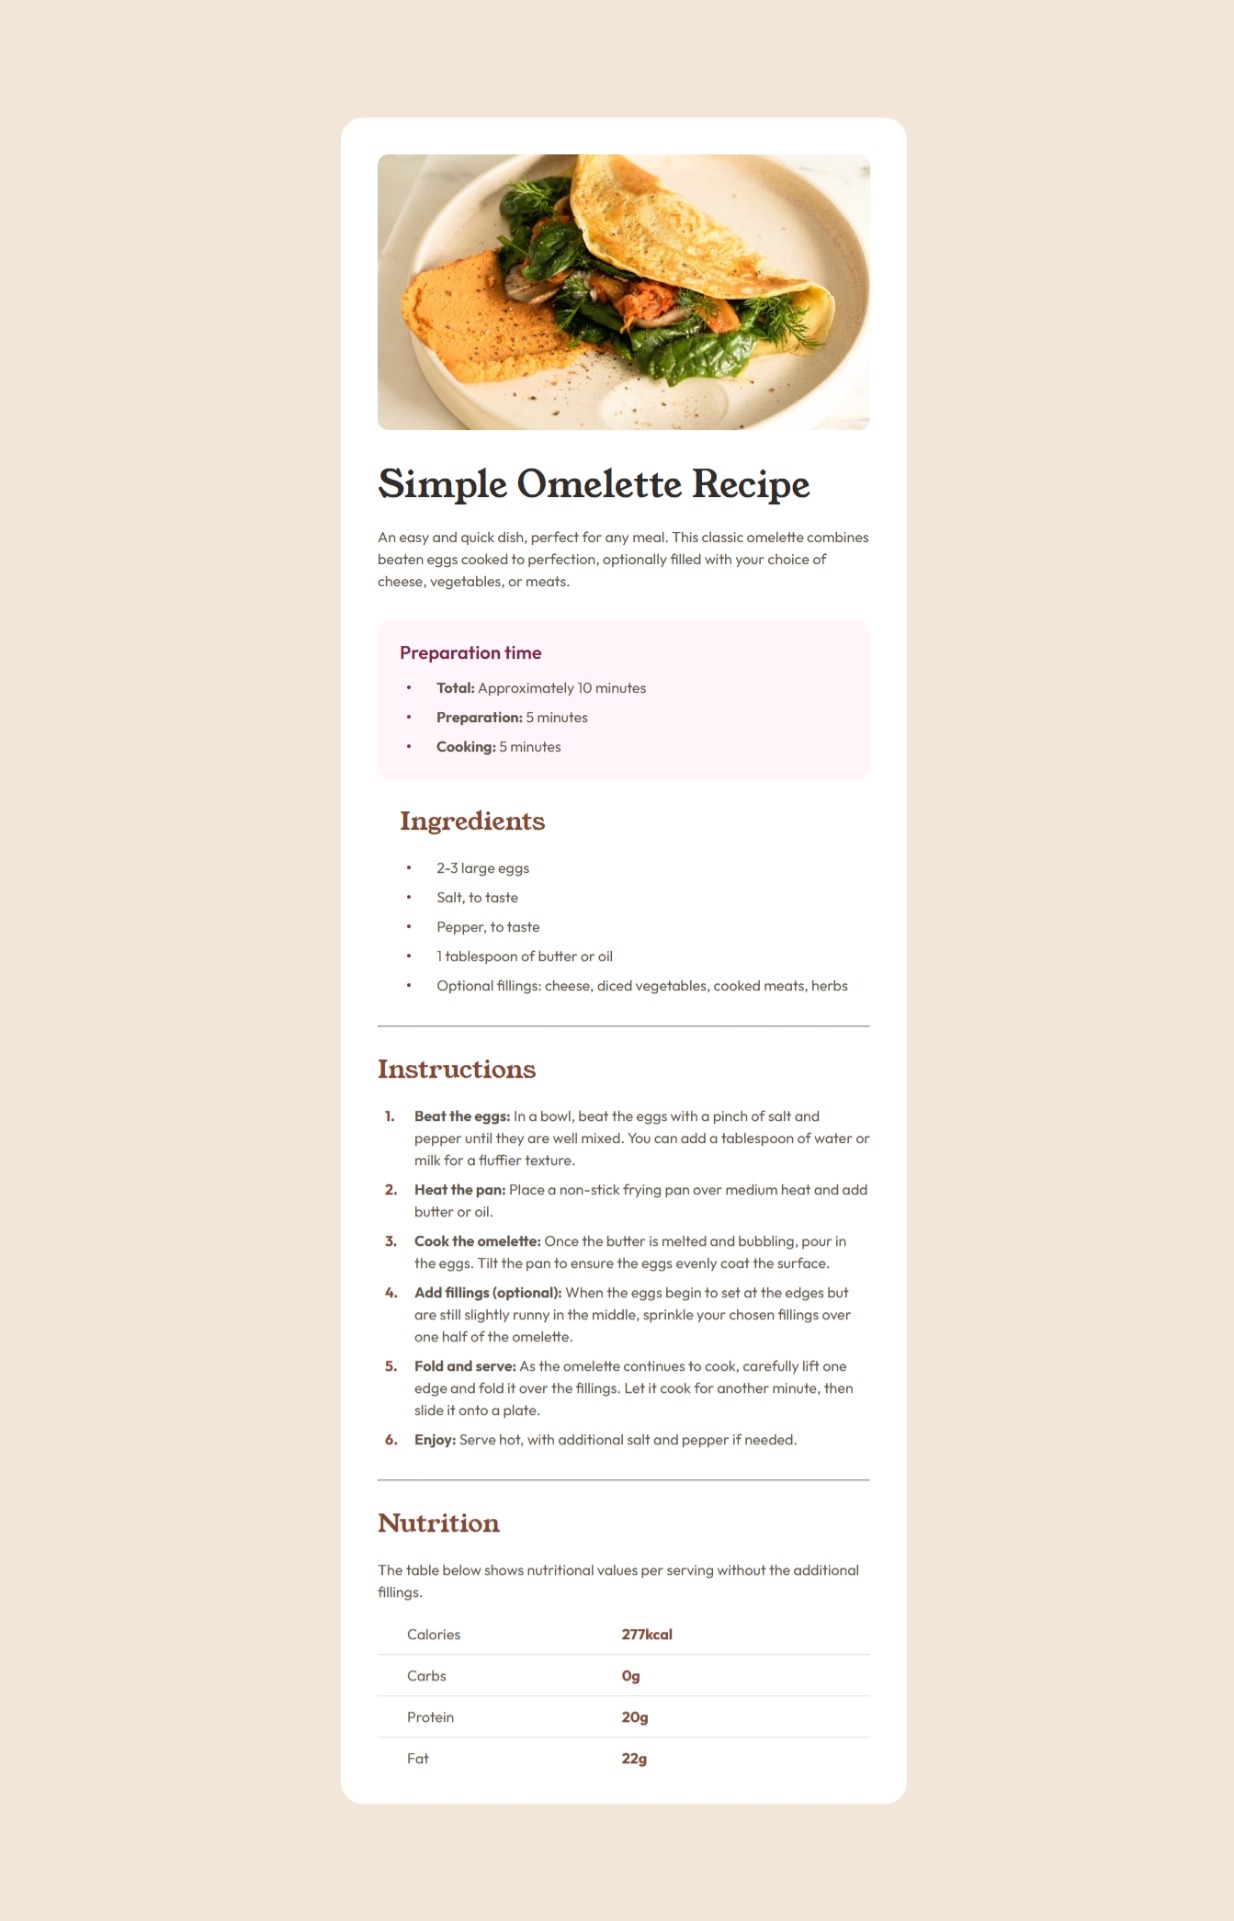 Simple Omelette Recipe
An easy and quick dish, perfect for any meal. This classic omelette combines
beaten eggs cooked to perfection, optionally filled with your choice of
cheese, vegetables, or meats.
Preparation time
• Total: Approximately 10 minutes
• Preparation: 5 minutes
• Cooking: 5 minutes
Ingredients
• 2-3 large eggs
• Salt, to taste
• Pepper, to taste
• 1 tablespoon of butter or oil
• Optional fillings: cheese, diced vegetables, cooked meats, herbs
Instructions
1. Beat the eggs: In a bowl, beat the eggs with a pinch of salt and
pepper until they are well mixed. You can add a tablespoon of water or
milk for a fluffier texture.
2. Heat the pan: Place a non-stick frying pan over medium heat and add
butter or oil.
3. Cook the omelette: Once the butter is melted and bubbling, pour in
the eggs. Tilt the pan to ensure the eggs evenly coat the surface.
4. Add fillings (optional): When the eggs begin to set at the edges but
are still slightly runny in the middle, sprinkle your chosen fillings over
one half of the omelette.
5. Fold and serve: As the omelette continues to cook, carefully lift one
edge and fold it over the fillings. Let it cook for another minute, then
slide it onto a plate.
6. Enjoy: Serve hot, with additional salt and pepper if needed.
Nutrition
The table below shows nutritional values per serving without the additional
fillings.
Calories 277kcal
Carbs 0g
Protein 20g
Fat 22g